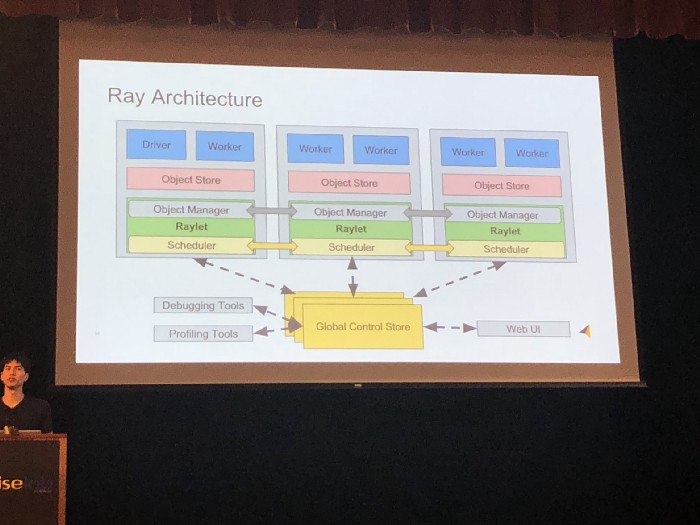 Ray Architecture
Driver
Worker
Object Store
Object Manager
Raylet
Scheduler
Worker
Worker
Object Store
Object Manager
Raylet
Scheduler
Worker
Worker
Object Store
Object Manager
Raylet
Scheduler
Debugging Tools
Profiling Tools
Global Control Store
Web UI
ise